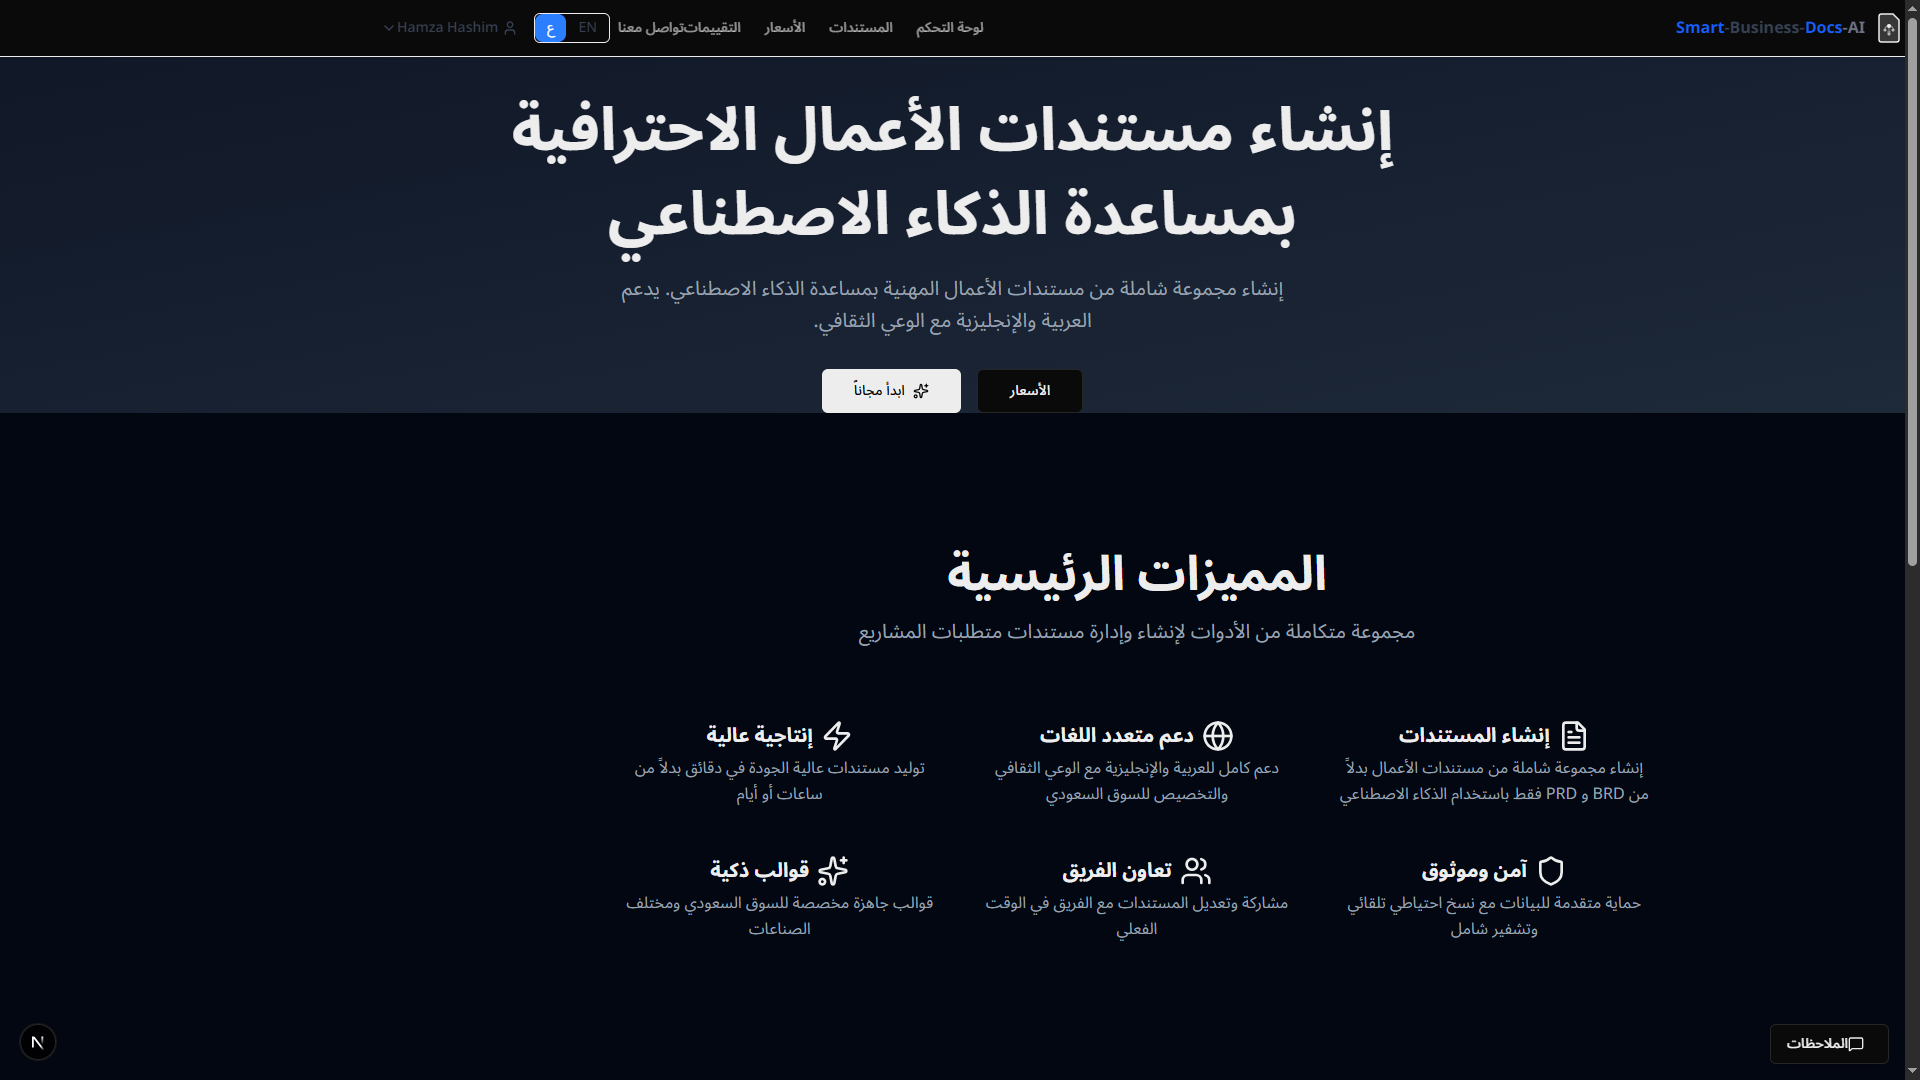 Smart-Business-Docs-AI
لوحة التحكم
المستندات
الأسعار
التقييمات
تواصل معنا
EN
ع
Hamza Hashim
إنشاء مستندات الأعمال الاحترافية
بمساعدة الذكاء الاصطناعي
إنشاء مجموعة شاملة من مستندات الأعمال المهنية بمساعدة الذكاء الاصطناعي. يدعم
العربية والإنجليزية مع الوعي الثقافي.
الأسعار
ابدأ مجاناً
المميزات الرئيسية
مجموعة متكاملة من الأدوات لإنشاء وإدارة مستندات متطلبات المشاريع
إنشاء المستندات
إنشاء مجموعة شاملة من مستندات الأعمال بدلاً
من BRD و PRD فقط باستخدام الذكاء الاصطناعي
دعم متعدد اللغات
دعم كامل للعربية والإنجليزية مع الوعي الثقافي
والتخصيص للسوق السعودي
إنتاجية عالية
توليد مستندات عالية الجودة في دقائق بدلاً من
ساعات أو أيام
آمن وموثوق
حماية متقدمة للبيانات مع نسخ احتياطي تلقائي
وتشفير شامل
تعاون الفريق
مشاركة وتعديل المستندات مع الفريق في الوقت
الفعلي
قوالب ذكية
قوالب جاهزة مخصصة للسوق السعودي ومختلف
الصناعات
الملاحظات
N